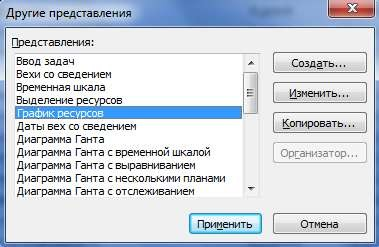 Другие представления
Представления:
Ввод задач
Вехи со сведением
Временная шкала
Выделение ресурсов
График ресурсов
Даты вех со сведением
Диаграмма Ганта
Диаграмма Ганта с временной шкалой
Диаграмма Ганта с выравниванием
Диаграмма Ганта с несколькими планами
Диаграмма Ганта с отслеживанием
Создать...
Изменить...
Копировать...
Организатор...
Применить
Отмена